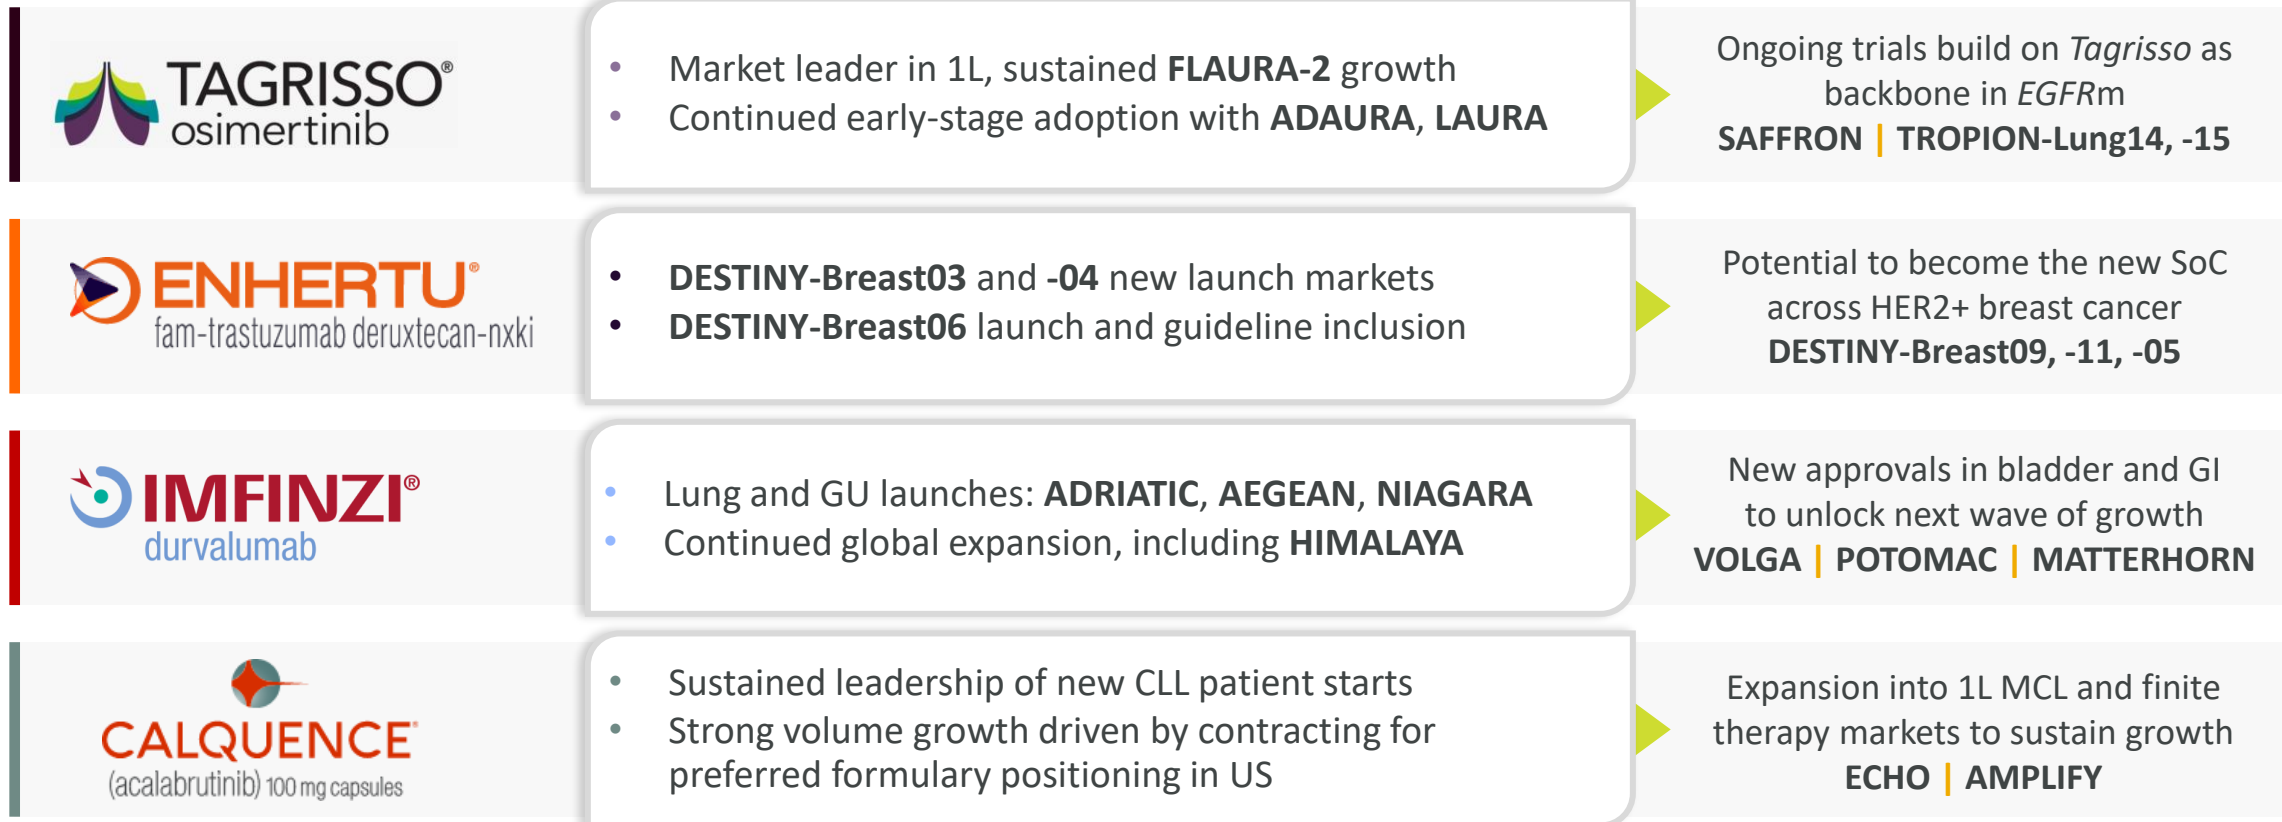 TAGRISSO®
osimertinib
• Market leader in 1L, sustained FLAURA-2 growth
• Continued early-stage adoption with ADAURA, LAURA
Ongoing trials build on Tagrisso as
backbone in EGFRm
SAFFRON | TROPION-Lung14, -15
ENHERTU®
fam-trastuzumab deruxtecan-nxki
• DESTINY-Breast03 and -04 new launch markets
• DESTINY-Breast06 launch and guideline inclusion
Potential to become the new SoC
across HER2+ breast cancer
DESTINY-Breast09, -11, -05
IMFINZI®
durvalumab
• Lung and GU launches: ADRIATIC, AEGEAN, NIAGARA
• Continued global expansion, including HIMALAYA
New approvals in bladder and GI
to unlock next wave of growth
VOLGA | POTOMAC | MATTERHORN
CALQUENCE®
(acalabrutinib) 100 mg capsules
• Sustained leadership of new CLL patient starts
• Strong volume growth driven by contracting for
preferred formulary positioning in US
Expansion into 1L MCL and finite
therapy markets to sustain growth
ECHO | AMPLIFY